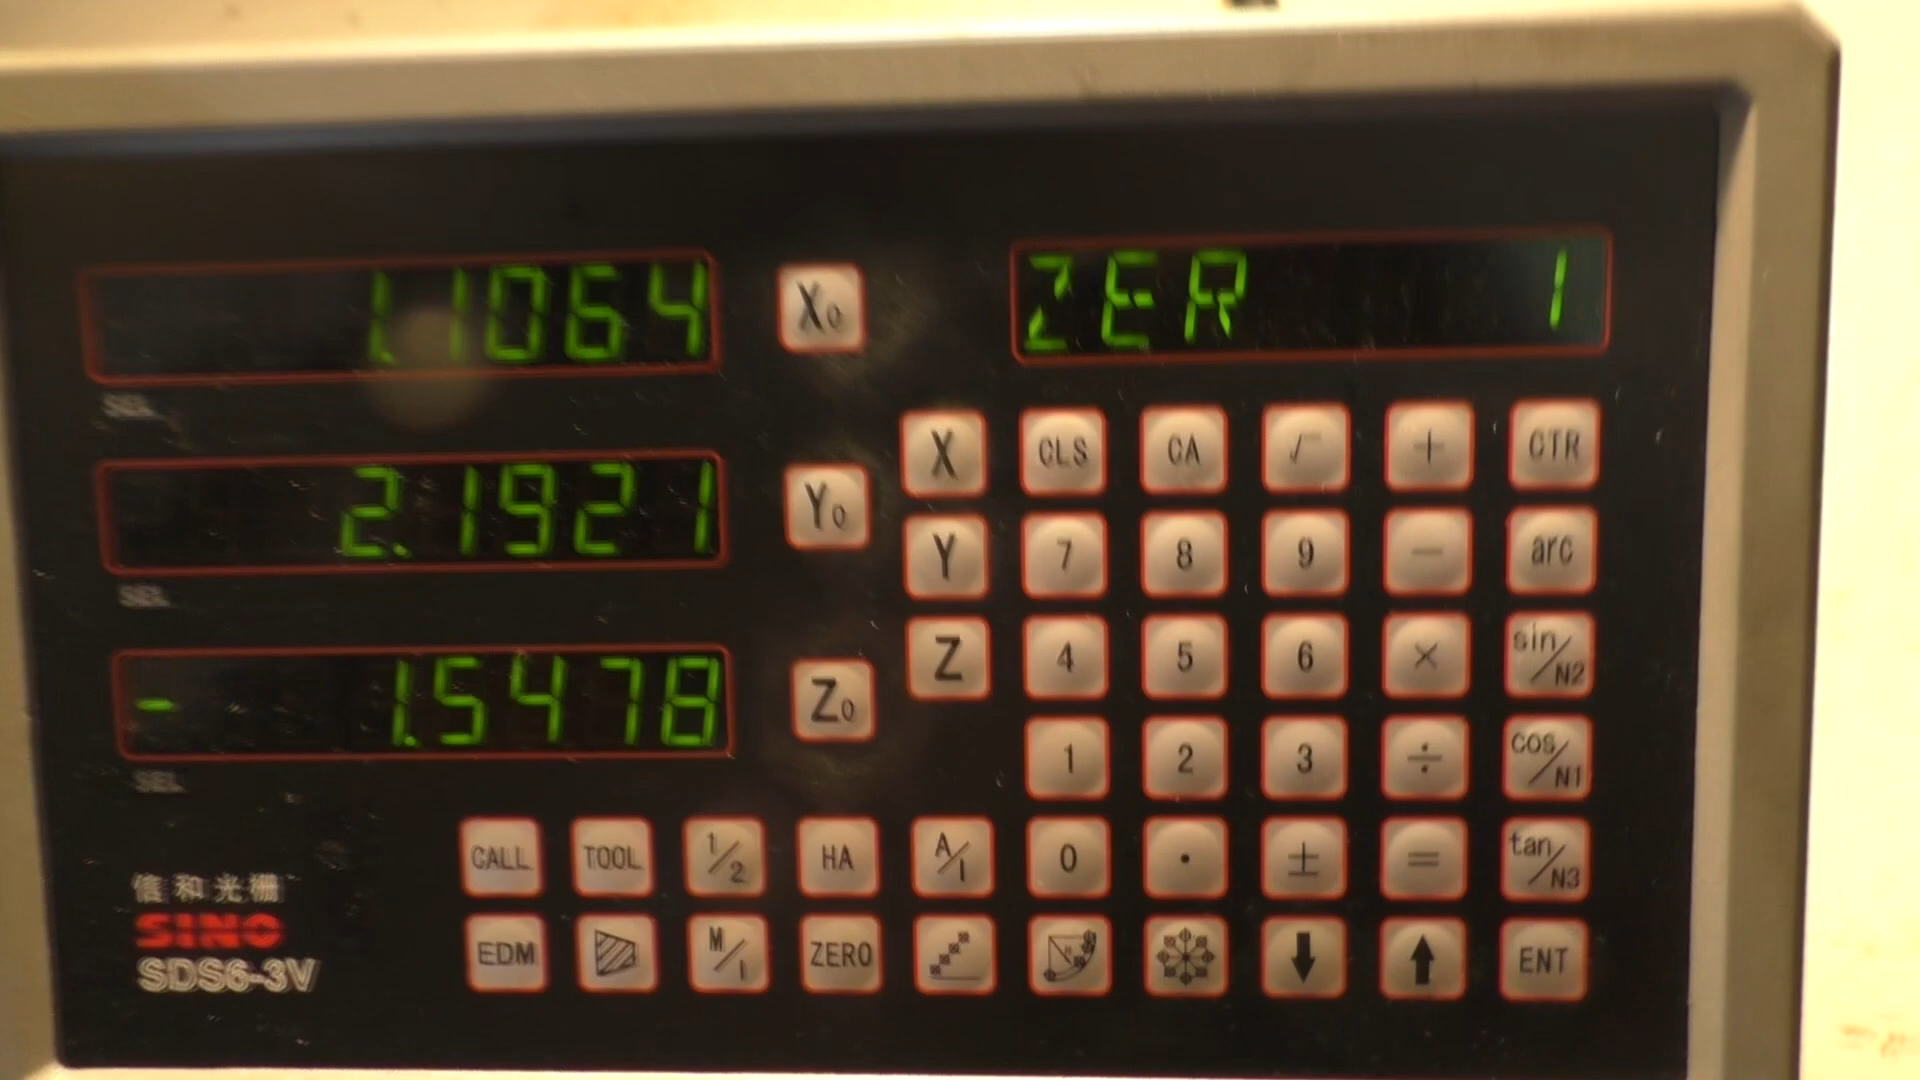 1.1064 X0 ZER 1
SEL
X CLS CA √ + CTR
2.1921 Y0
SEL
Y 7 8 9 − arc
Z 4 5 6 × sin/N2
- 1.5478 Z0
SEL
1 2 3 ÷ cos/N1
CALL TOOL 1/2 HA A/I 0 • ± = tan/N3
信和光栅
SINO
EDM M/I ZERO ⬇ ⬆ ENT
SDS6-3V